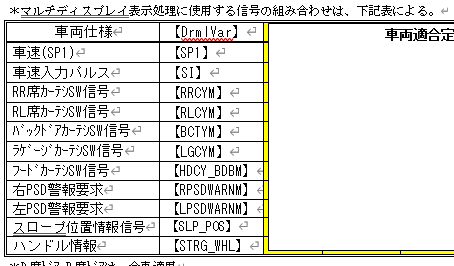 ＊マルチディスプレイ表示処理に使用する信号の組み合わせは、下記表による。
車両仕様 【DrmlVar】 車両適合定
車速(SP1) 【SP1】
車速入力パルス 【SI】
RR席ｶｰﾃｼSW信号 【RRCYM】
RL席ｶｰﾃｼSW信号 【RLCYM】
ﾊﾞｯｸﾄﾞｱｶｰﾃｼSW信号 【BCTYM】
ﾗｹﾞｰｼﾞｶｰﾃｼSW信号 【LGCYM】
ﾌｰﾄﾞｶｰﾃｼSW信号 【HDCY_BDBM】
右PSD警報要求 【RPSDWARNM】
左PSD警報要求 【LPSDWARNM】
スロープ位置情報信号 【SLP_POS】
ハンドル情報 【STRG_WHL】